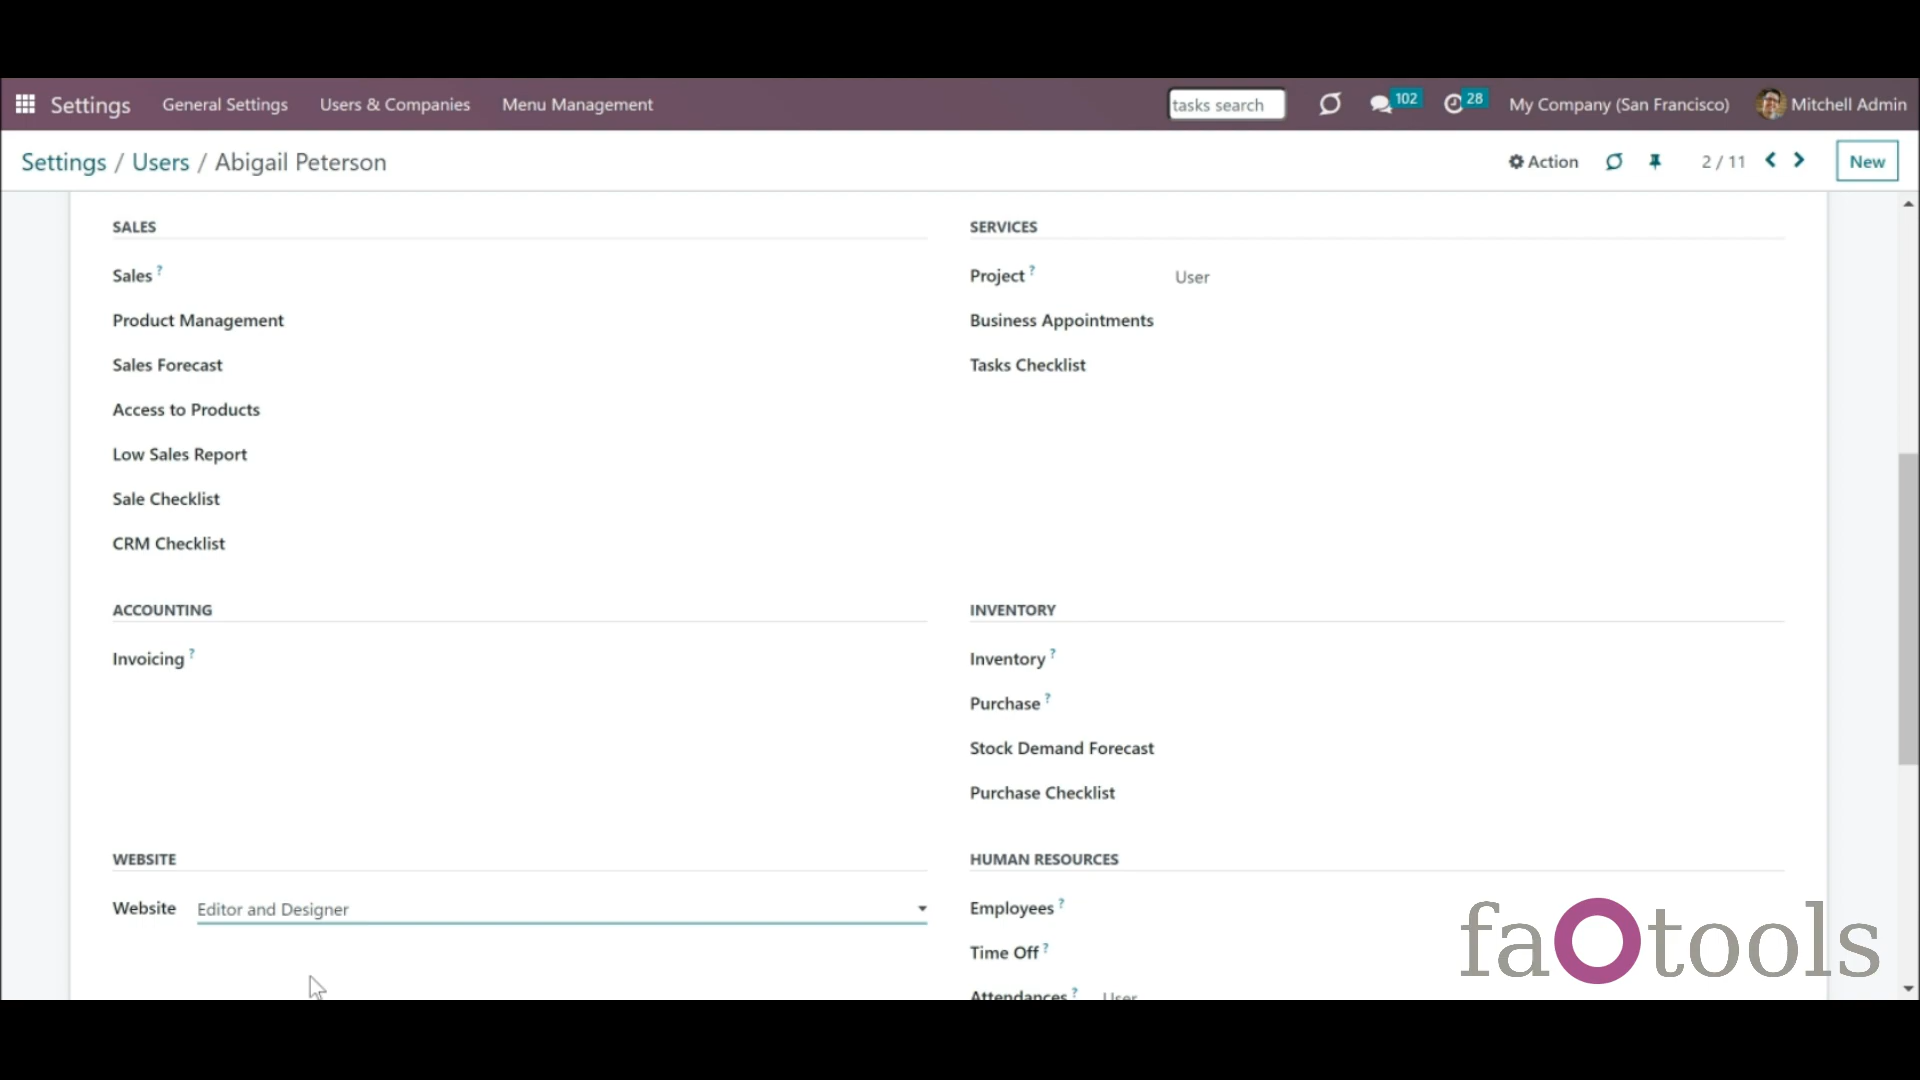 Settings General Settings Users & Companies Menu Management tasks search 102 28 My Company (San Francisco) Mitchell Admin
Settings / Users / Abigail Peterson Action 2 / 11 New
SALES
Sales ?
Product Management
Sales Forecast
Access to Products
Low Sales Report
Sale Checklist
CRM Checklist
SERVICES
Project ? User
Business Appointments
Tasks Checklist
ACCOUNTING
Invoicing ?
INVENTORY
Inventory ?
Purchase ?
Stock Demand Forecast
Purchase Checklist
WEBSITE
Website Editor and Designer
HUMAN RESOURCES
Employees ?
Time Off ?
Attendances ? User
faOtools